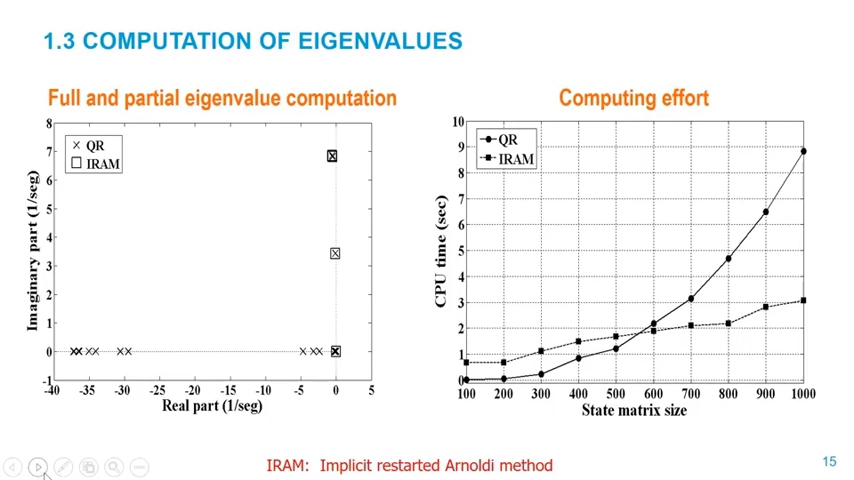 1.3 COMPUTATION OF EIGENVALUES
Full and partial eigenvalue computation
QR
IRAM
Imaginary part (1/seg)
8
7
6
5
4
3
2
1
0
-1
-40 -35 -30 -25 -20 -15 -10 -5 0 5
Real part (1/seg)
Computing effort
QR
IRAM
CPU time (sec)
10
9
8
7
6
5
4
3
2
1
0
100 200 300 400 500 600 700 800 900 1000
State matrix size
IRAM: Implicit restarted Arnoldi method
15